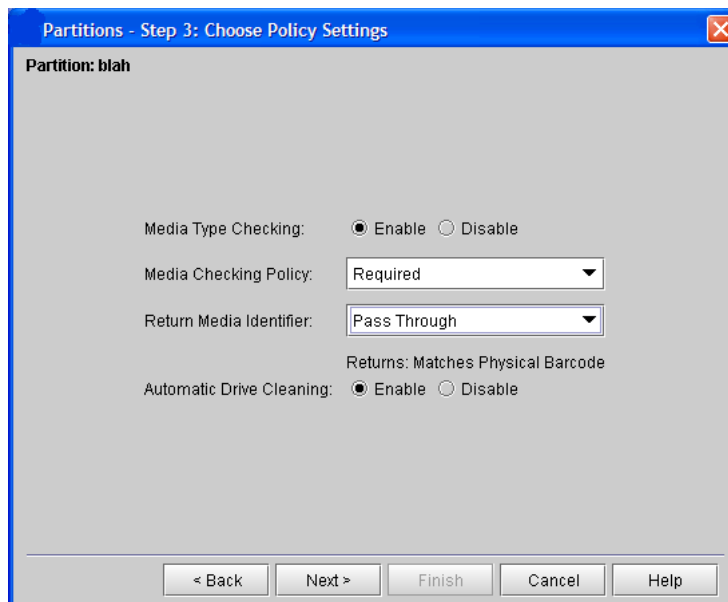 Partitions - Step 3: Choose Policy Settings
Partition: blah
Media Type Checking: Enable Disable
Media Checking Policy: Required
Return Media Identifier: Pass Through
Returns: Matches Physical Barcode
Automatic Drive Cleaning: Enable Disable
< Back Next > Finish Cancel Help